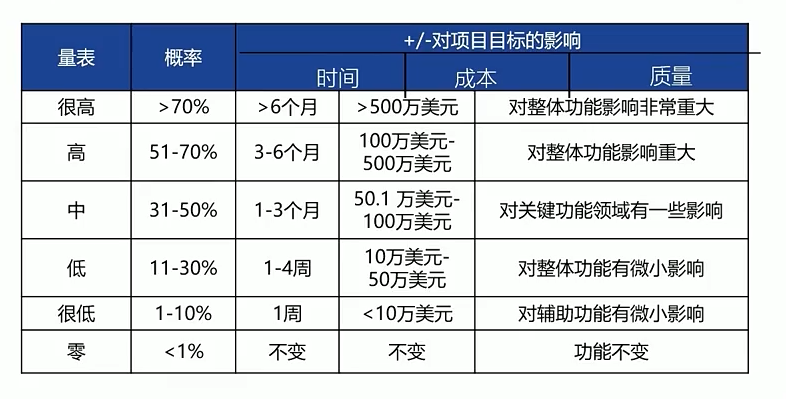 量表 概率 +/-对项目目标的影响
时间 成本 质量
很高 >70% >6个月 >500万美元 对整体功能影响非常重大
高 51-70% 3-6个月 100万美元-
500万美元 对整体功能影响重大
中 31-50% 1-3个月 50.1 万美元-
100万美元 对关键功能领域有一些影响
低 11-30% 1-4周 10万美元-
50万美元 对整体功能有微小影响
很低 1-10% 1周 <10万美元 对辅助功能有微小影响
零 <1% 不变 不变 功能不变